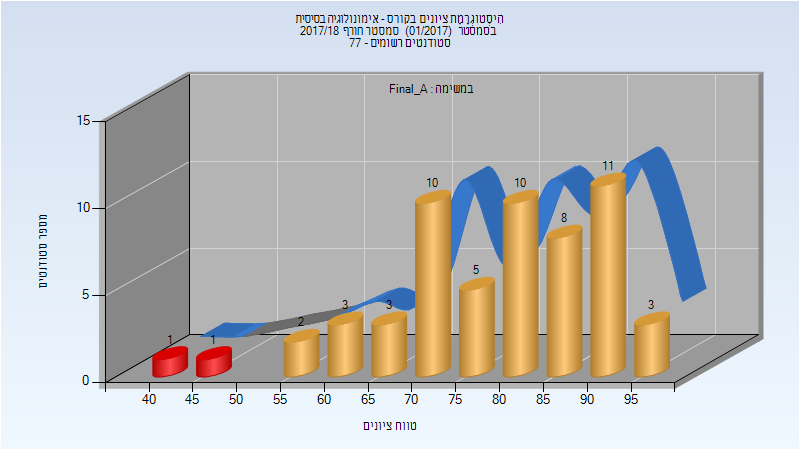 היסטוגרמת ציונים בקורס - אימונולוגיה בסיסית
בסמסטר (01/2017) סמסטר חורף 2017/18
סטודנטים רשומים - 77
במשימה : Final_A
מספר סטודנטים
15
10
5
0
1
1
2
3
3
10
5
10
8
11
3
40 45 50 55 60 65 70 75 80 85 90 95
טווח ציונים